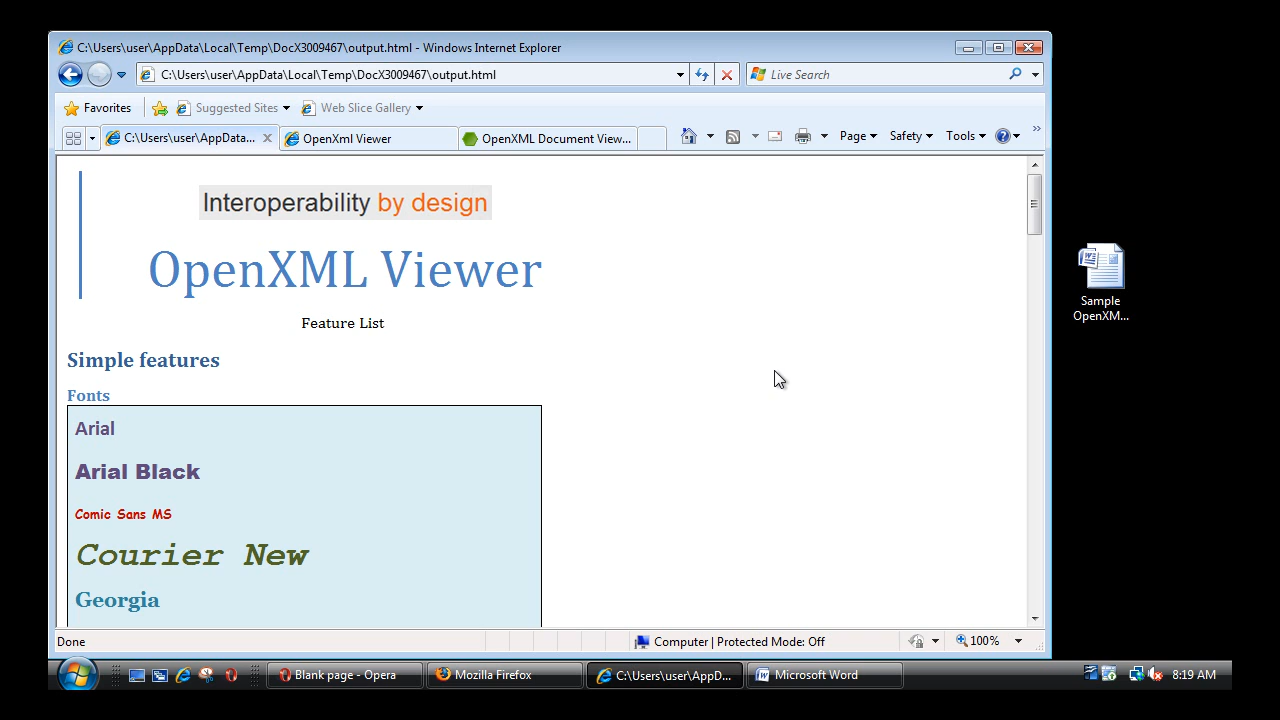 C:\Users\user\AppData\Local\Temp\DocX3009467\output.html - Windows Internet Explorer
C:\Users\user\AppData\Local\Temp\DocX3009467\output.html
Live Search
Favorites Suggested Sites Web Slice Gallery
C:\Users\user\AppData... OpenXml Viewer OpenXML Document View... Page Safety Tools
Interoperability by design
OpenXML Viewer
Feature List
Simple features
Fonts
Arial
Arial Black
Comic Sans MS
Courier New
Georgia
Sample
OpenXM...
Done Computer | Protected Mode: Off 100%
Blank page - Opera Mozilla Firefox C:\Users\user\AppD... Microsoft Word 8:19 AM